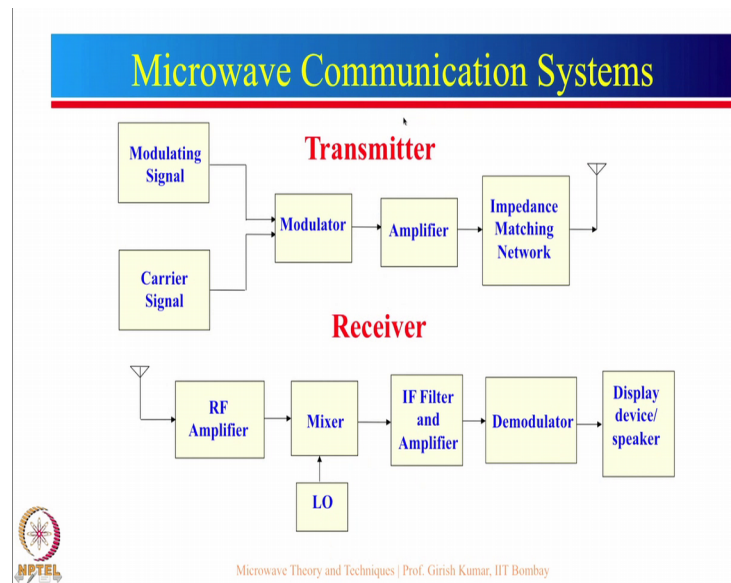 Microwave Communication Systems
Transmitter
Modulating
Signal
Carrier
Signal
Modulator
Amplifier
Impedance
Matching
Network
Receiver
RF
Amplifier
Mixer
LO
IF Filter
and
Amplifier
Demodulator
Display
device/
speaker
NPTEL
Microwave Theory and Techniques | Prof. Girish Kumar, IIT Bombay